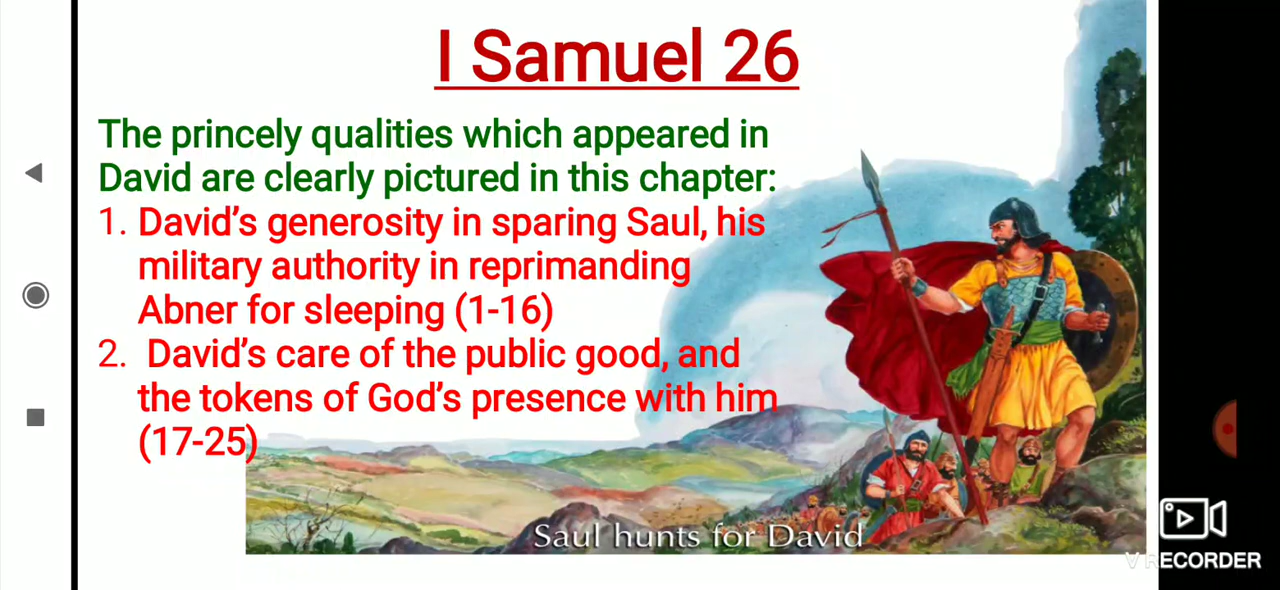 I Samuel 26
The princely qualities which appeared in
David are clearly pictured in this chapter:
1. David's generosity in sparing Saul, his
military authority in reprimanding
Abner for sleeping (1-16)
2. David's care of the public good, and
the tokens of God's presence with him
(17-25)
Saul hunts for David
V RECORDER